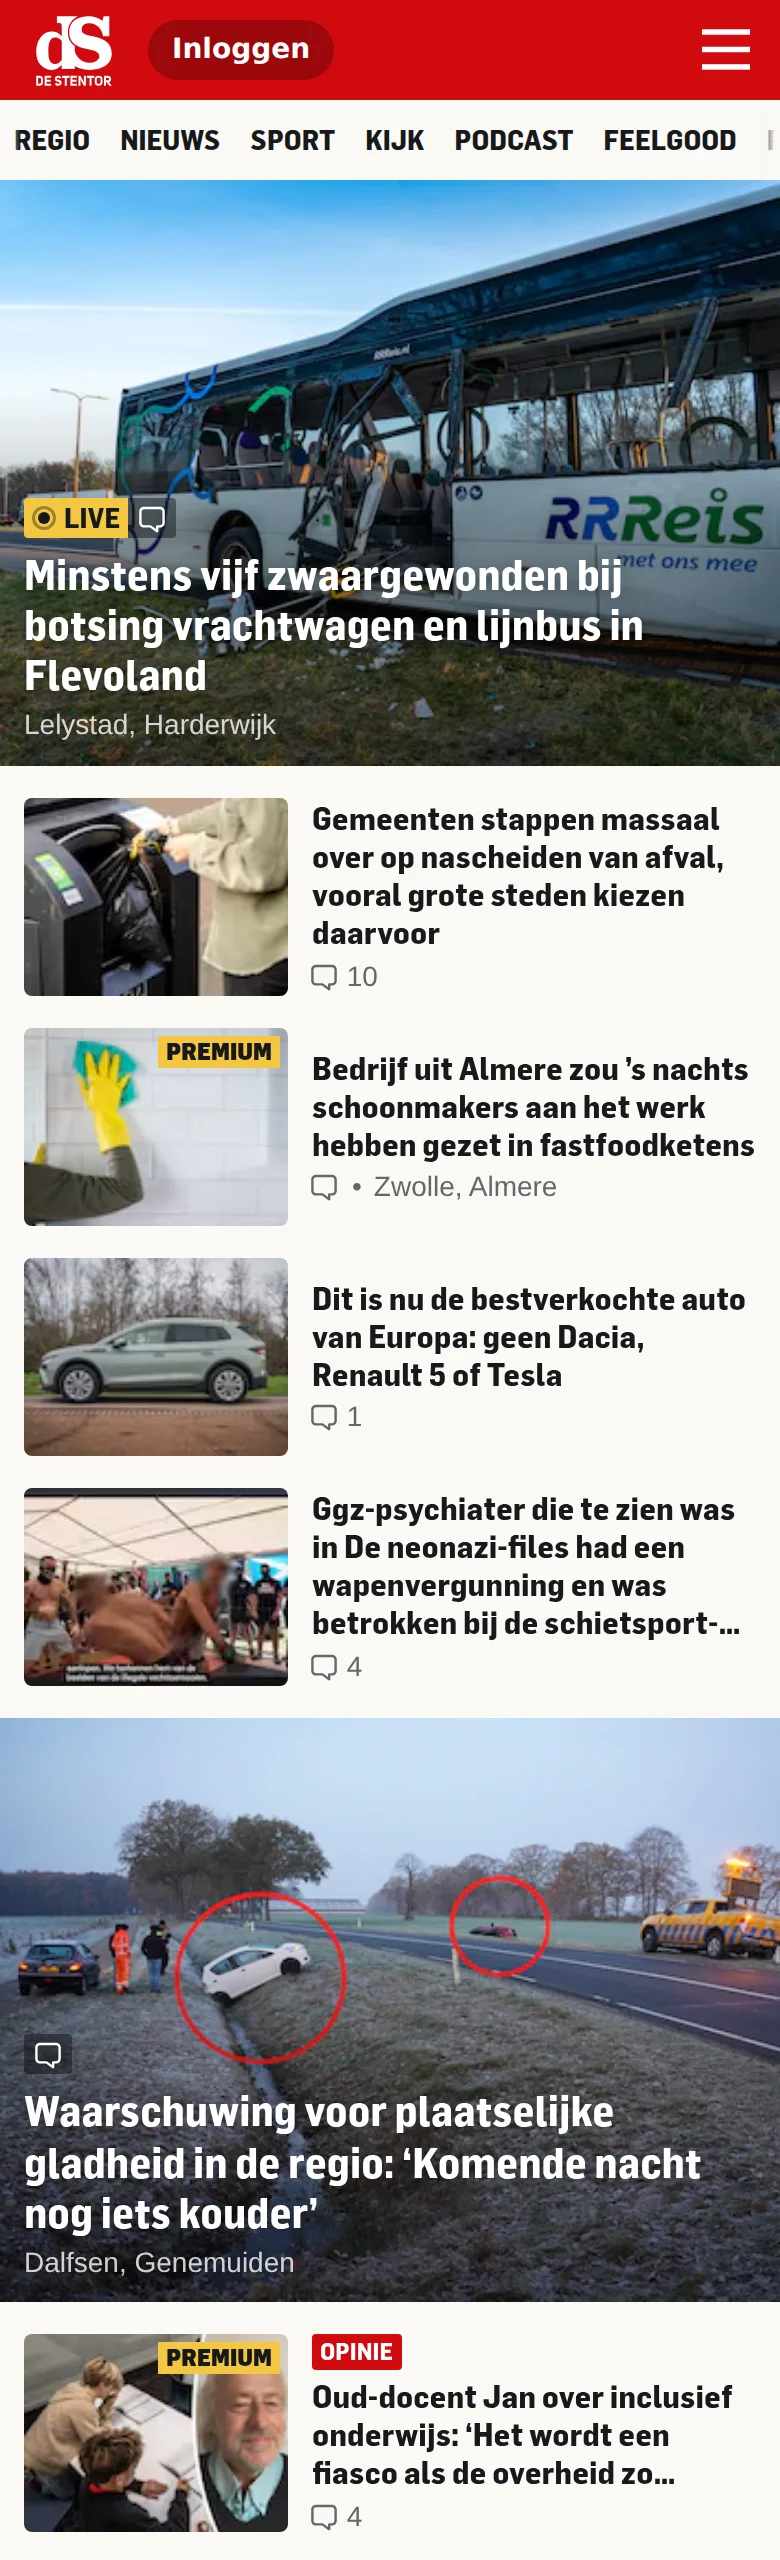 dS
DE STENTOR
Inloggen
REGIO NIEUWS SPORT KIJK PODCAST FEELGOOD
RRReis.nl
RRReis
met ons mee
LIVE
Minstens vijf zwaargewonden bij
botsing vrachtwagen en lijnbus in
Flevoland
Lelystad, Harderwijk
Gemeenten stappen massaal
over op nascheiden van afval,
vooral grote steden kiezen
daarvoor
10
PREMIUM
Bedrijf uit Almere zou ’s nachts
schoonmakers aan het werk
hebben gezet in fastfoodketens
• Zwolle, Almere
Dit is nu de bestverkochte auto
van Europa: geen Dacia,
Renault 5 of Tesla
1
Ggz-psychiater die te zien was
in De neonazi-files had een
wapenvergunning en was
betrokken bij de schietsport-...
4
Waarschuwing voor plaatselijke
gladheid in de regio: ‘Komende nacht
nog iets kouder’
Dalfsen, Genemuiden
PREMIUM
OPINIE
Oud-docent Jan over inclusief
onderwijs: ‘Het wordt een
fiasco als de overheid zo...
4